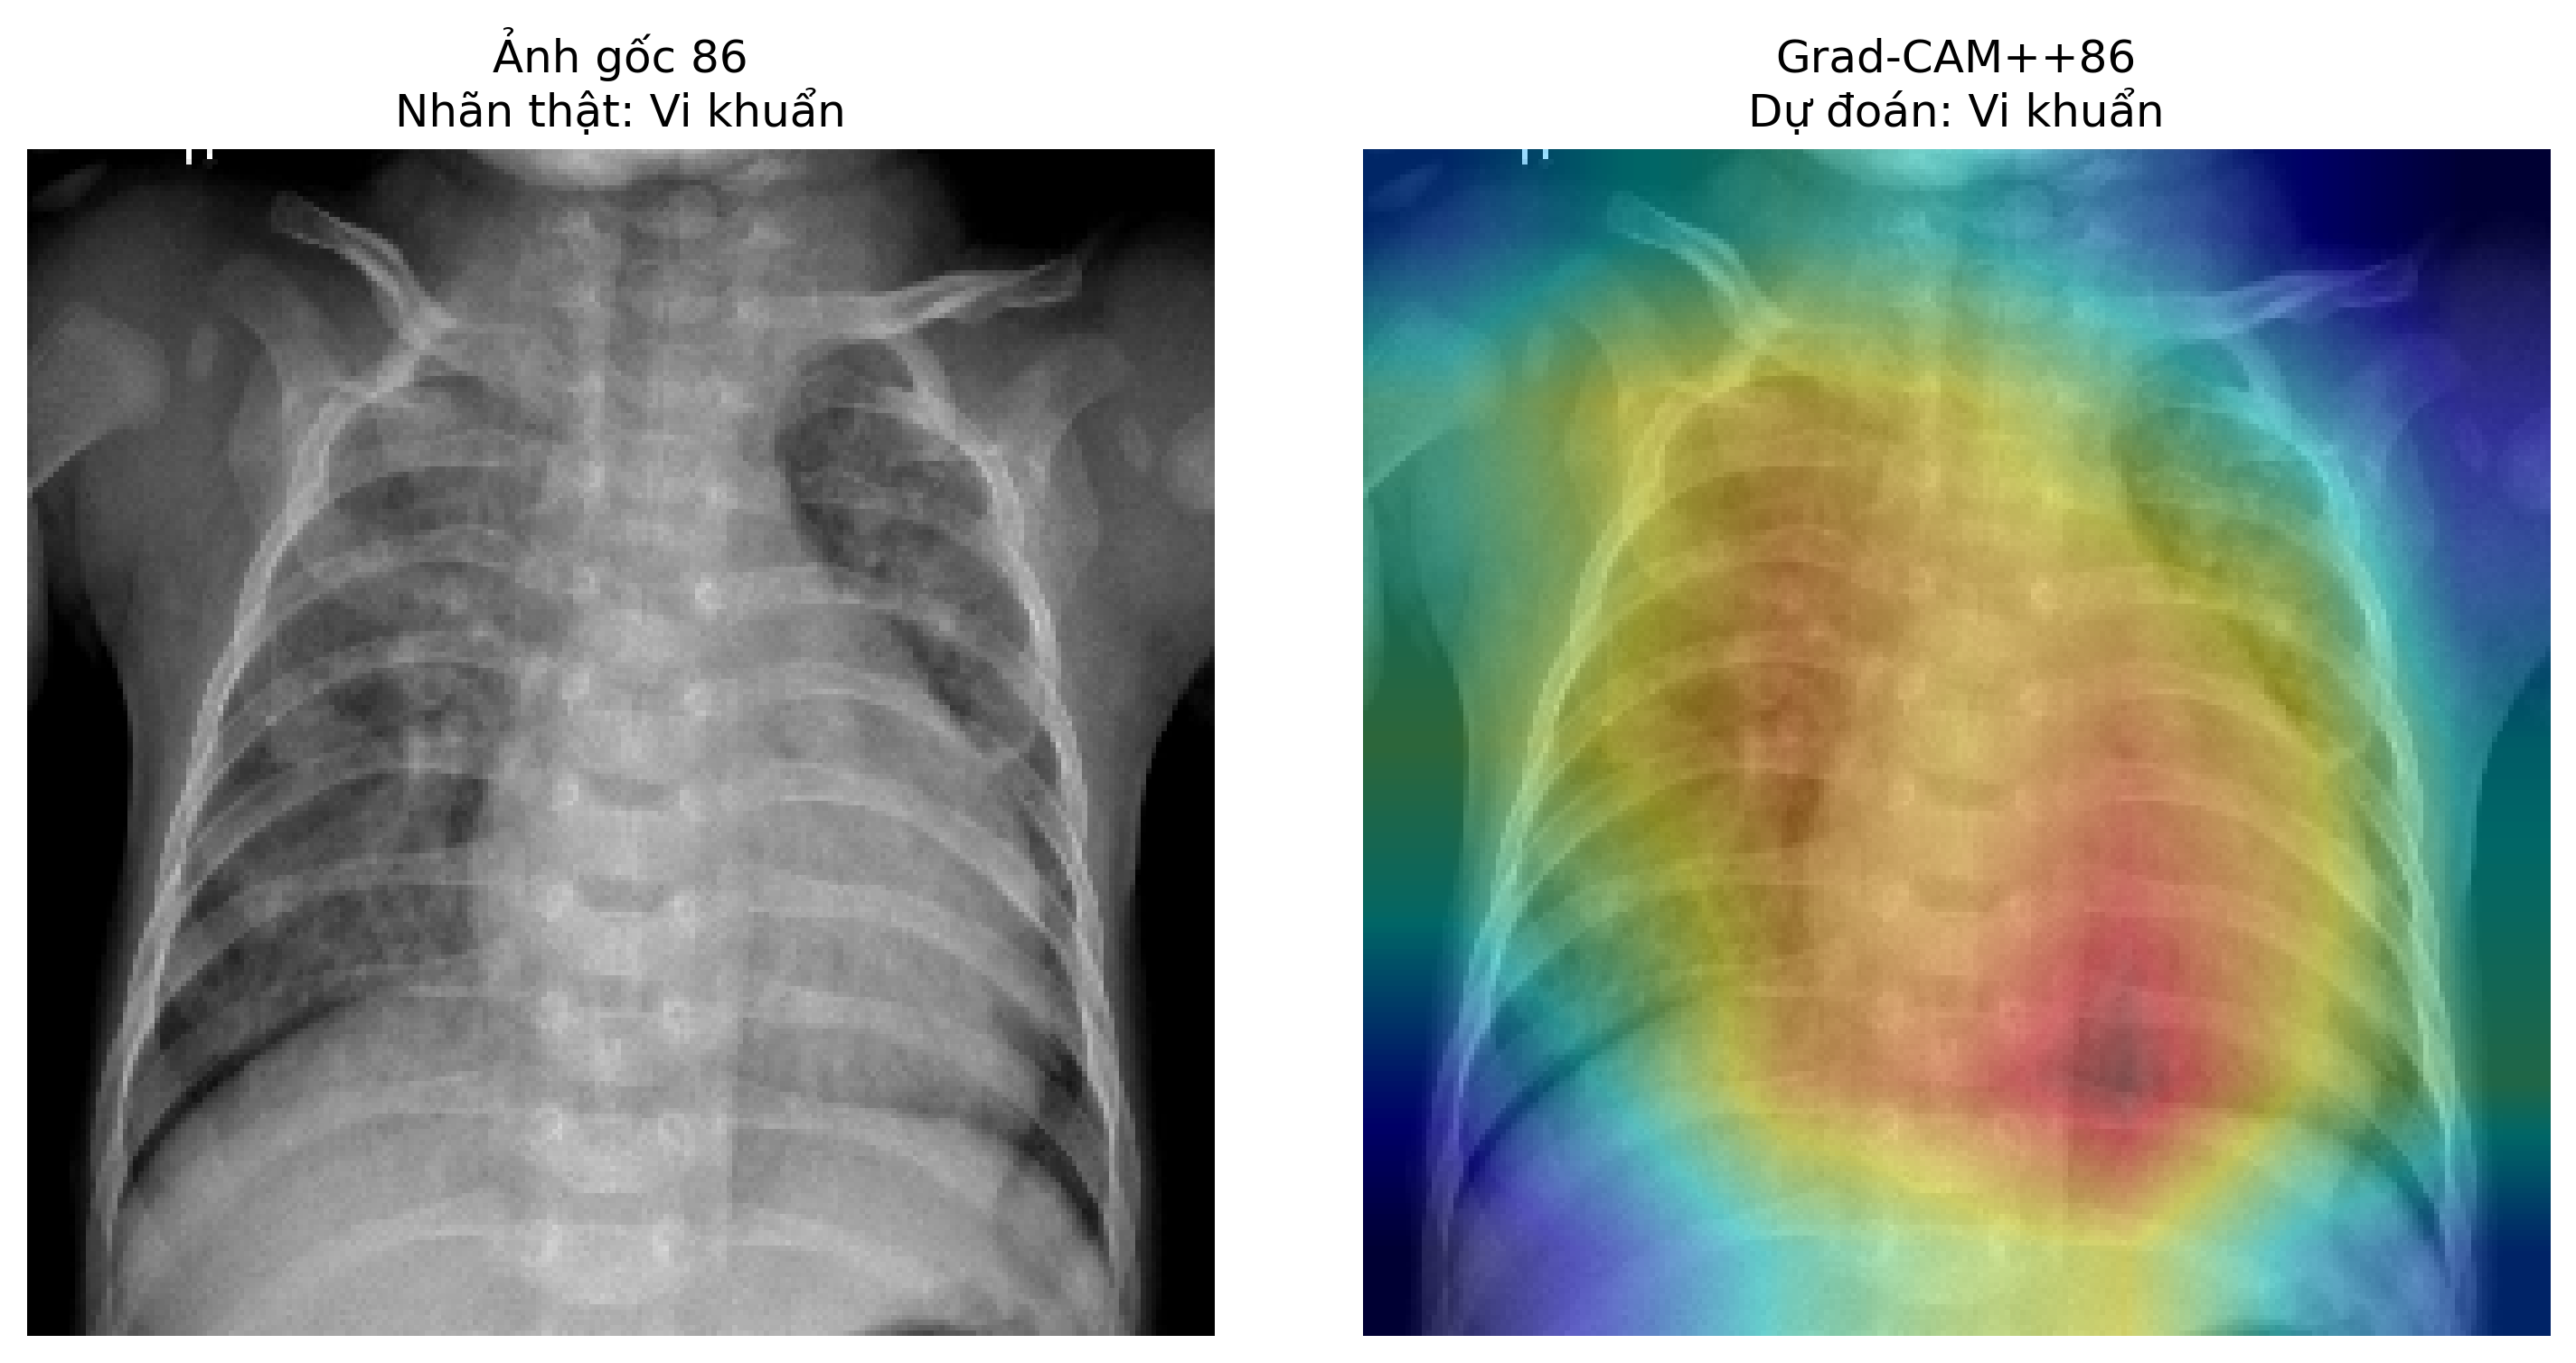 Ảnh gốc 86
Nhãn thật: Vi khuẩn
Grad-CAM++86
Dự đoán: Vi khuẩn